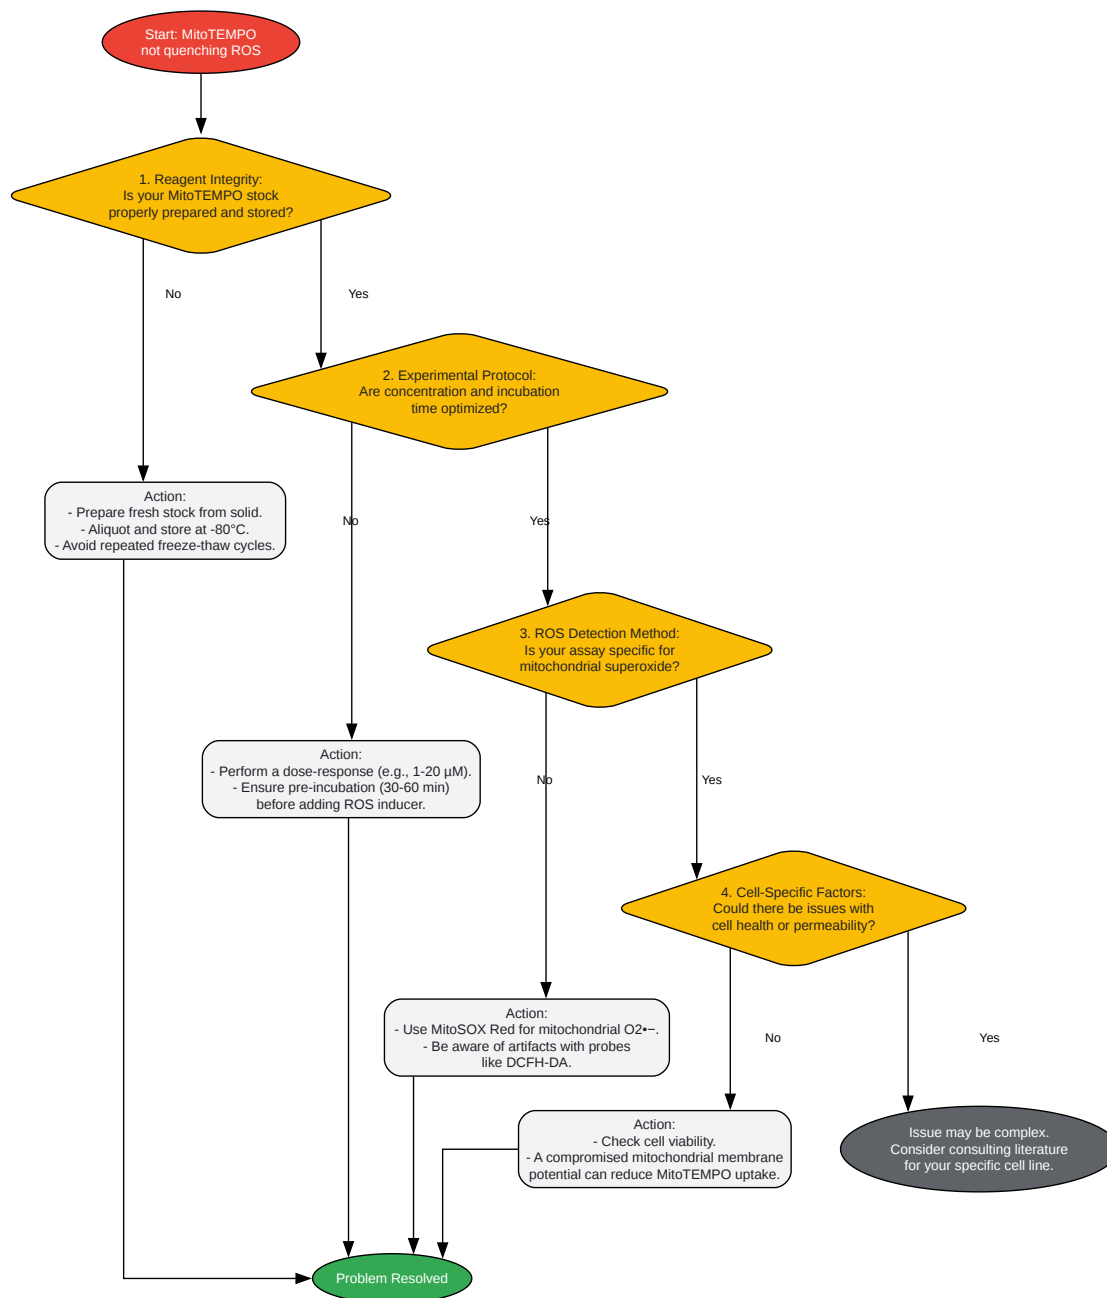 Start: MitoTEMPO
not quenching ROS
1. Reagent Integrity:
Is your MitoTEMPO stock
properly prepared and stored?
No
Yes
2. Experimental Protocol:
Are concentration and incubation
time optimized?
Action:
- Prepare fresh stock from solid.
- Aliquot and store at -80°C.
- Avoid repeated freeze-thaw cycles.
No
Yes
3. ROS Detection Method:
Is your assay specific for
mitochondrial superoxide?
Action:
- Perform a dose-response (e.g., 1-20 µM).
- Ensure pre-incubation (30-60 min)
before adding ROS inducer.
No
Yes
4. Cell-Specific Factors:
Could there be issues with
cell health or permeability?
Action:
- Use MitoSOX Red for mitochondrial O2•−.
- Be aware of artifacts with probes
like DCFH-DA.
No
Yes
Action:
- Check cell viability.
- A compromised mitochondrial membrane
potential can reduce MitoTEMPO uptake.
Issue may be complex.
Consider consulting literature
for your specific cell line.
Problem Resolved